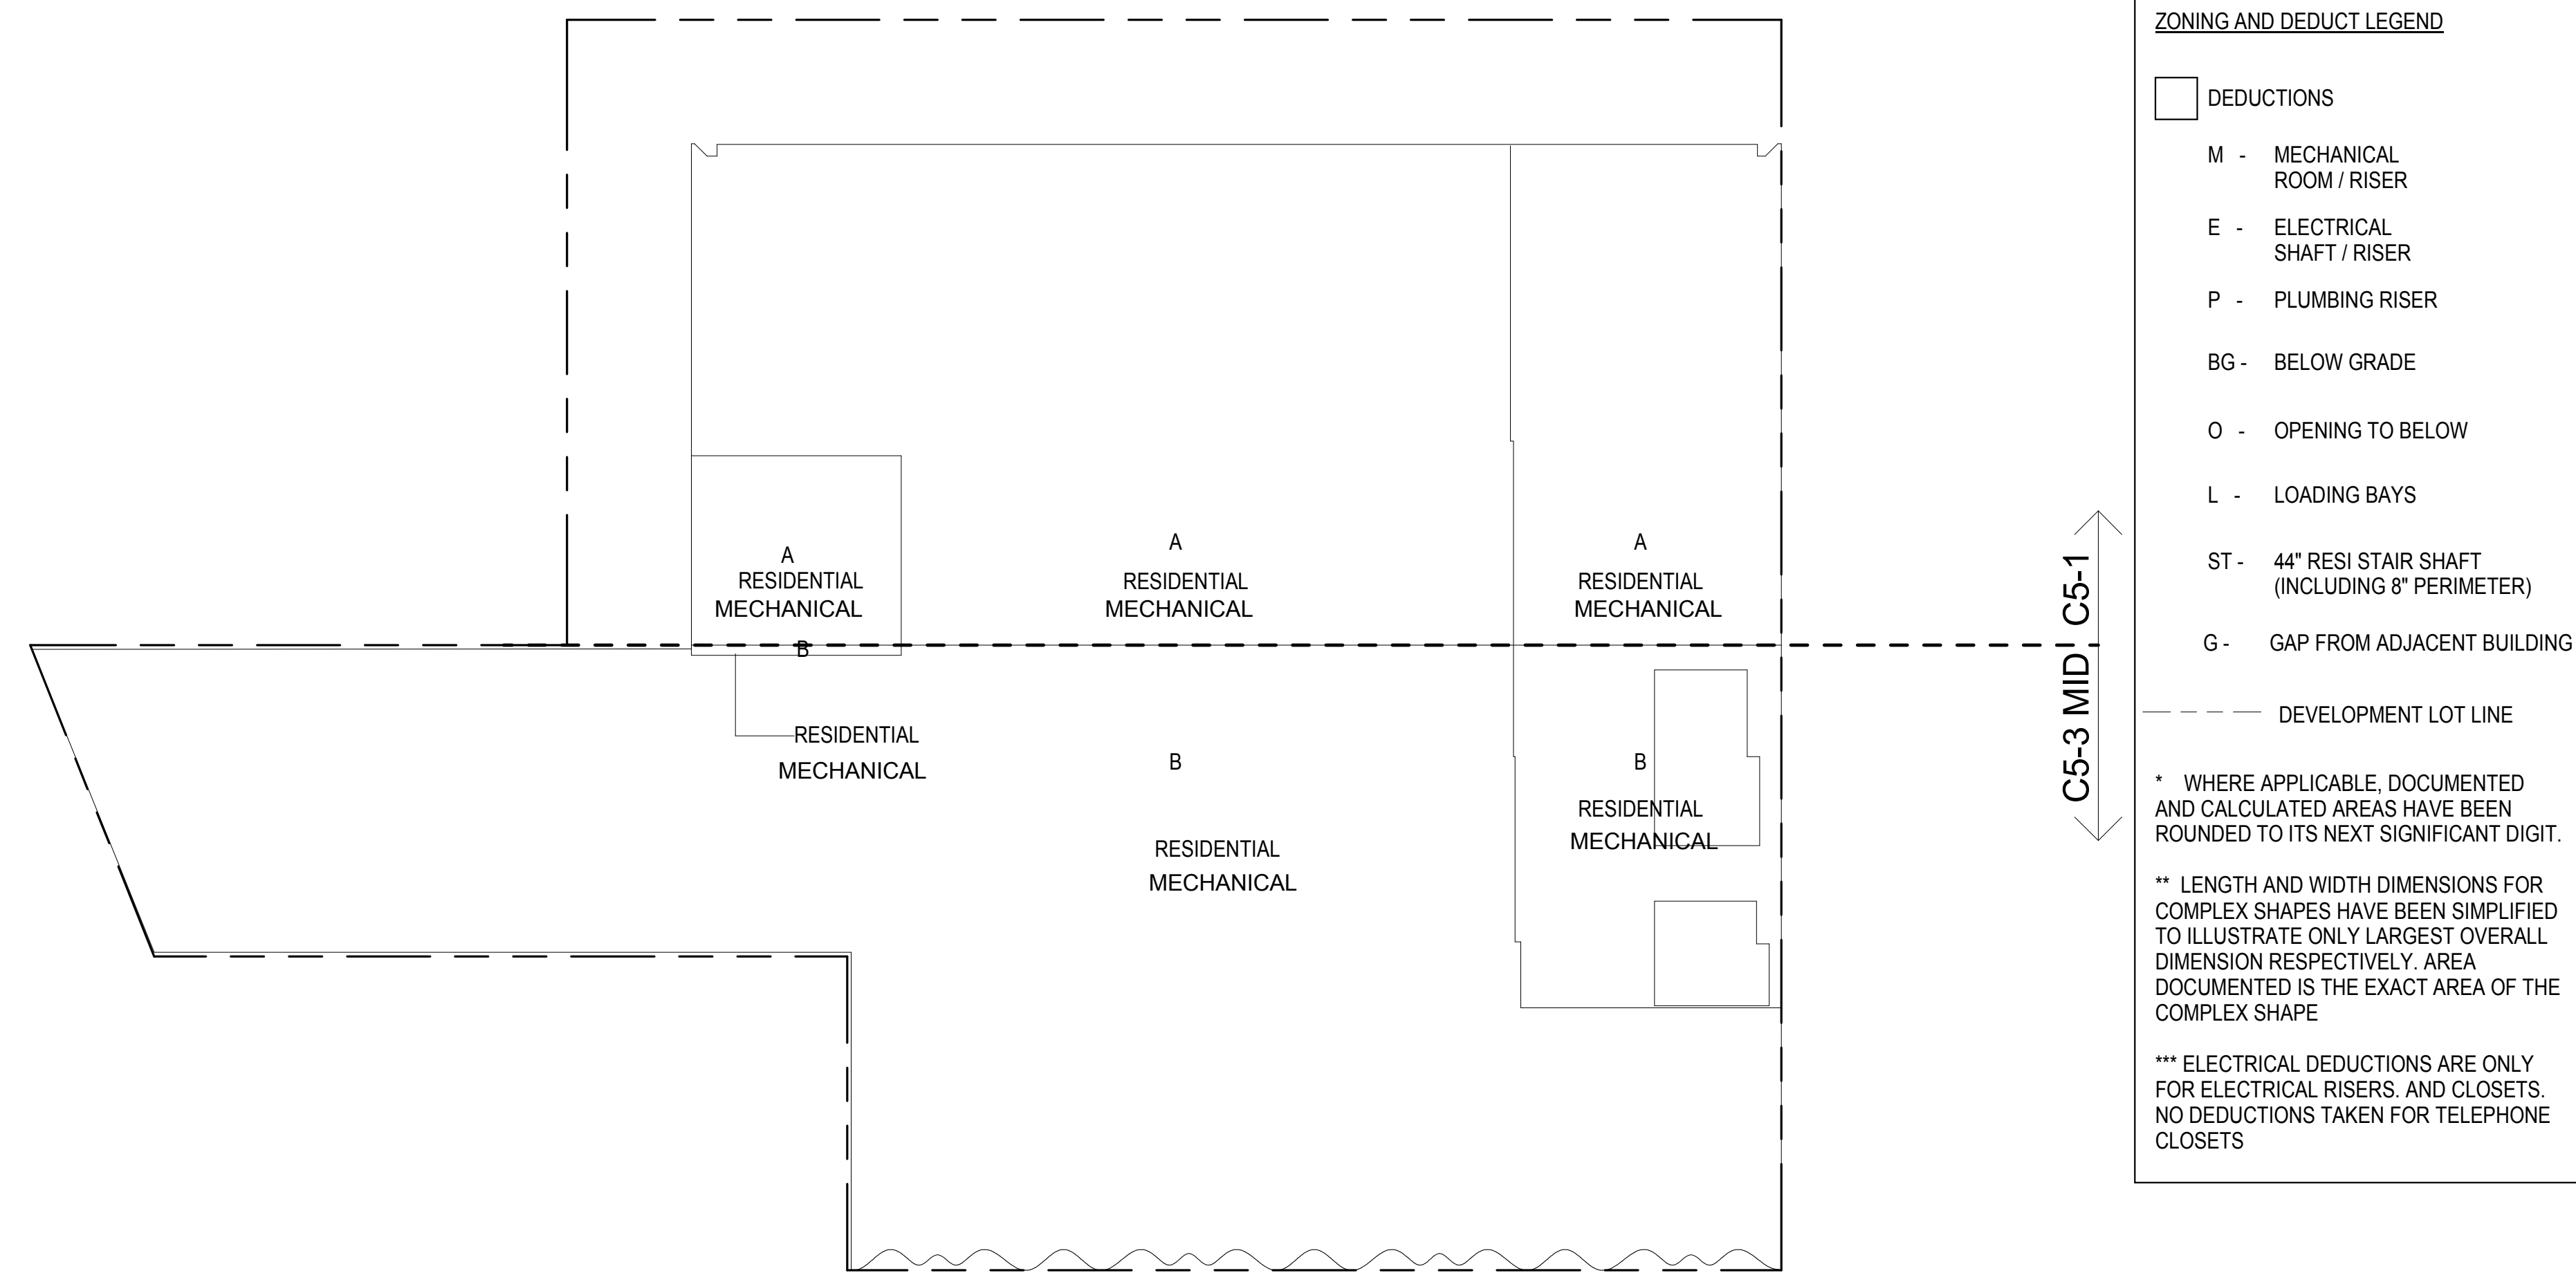 A
RESIDENTIAL
MECHANICAL
A
RESIDENTIAL
MECHANICAL
A
RESIDENTIAL
MECHANICAL
B
RESIDENTIAL
MECHANICAL
B
RESIDENTIAL
MECHANICAL
B
RESIDENTIAL
MECHANICAL
C5-3 MID C5-1
ZONING AND DEDUCT LEGEND
DEDUCTIONS
M - MECHANICAL
ROOM / RISER
E - ELECTRICAL
SHAFT / RISER
P - PLUMBING RISER
BG - BELOW GRADE
O - OPENING TO BELOW
L - LOADING BAYS
ST - 44" RESI STAIR SHAFT
(INCLUDING 8" PERIMETER)
G - GAP FROM ADJACENT BUILDING
DEVELOPMENT LOT LINE
* WHERE APPLICABLE, DOCUMENTED
AND CALCULATED AREAS HAVE BEEN
ROUNDED TO ITS NEXT SIGNIFICANT DIGIT.
** LENGTH AND WIDTH DIMENSIONS FOR
COMPLEX SHAPES HAVE BEEN SIMPLIFIED
TO ILLUSTRATE ONLY LARGEST OVERALL
DIMENSION RESPECTIVELY. AREA
DOCUMENTED IS THE EXACT AREA OF THE
COMPLEX SHAPE
*** ELECTRICAL DEDUCTIONS ARE ONLY
FOR ELECTRICAL RISERS. AND CLOSETS.
NO DEDUCTIONS TAKEN FOR TELEPHONE
CLOSETS